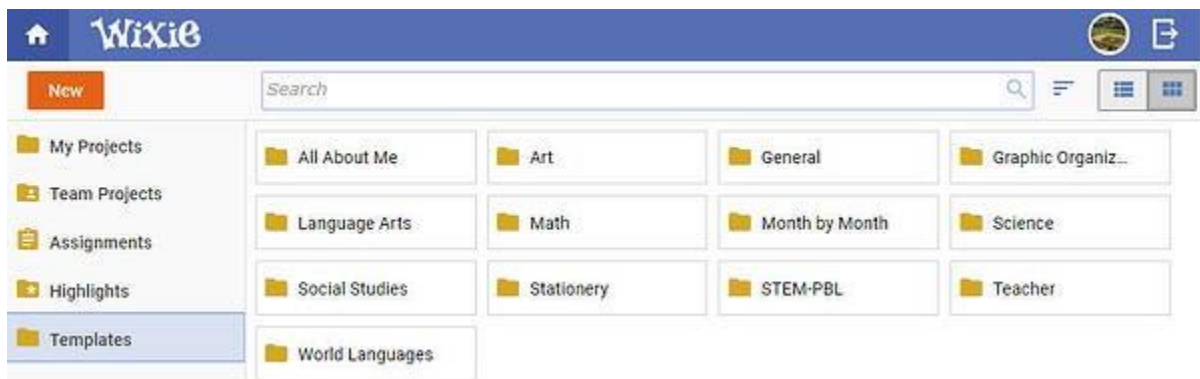 Wixie
New
Search
My Projects
Team Projects
Assignments
Highlights
Templates
All About Me
Art
General
Graphic Organiz...
Language Arts
Math
Month by Month
Science
Social Studies
Stationery
STEM-PBL
Teacher
World Languages